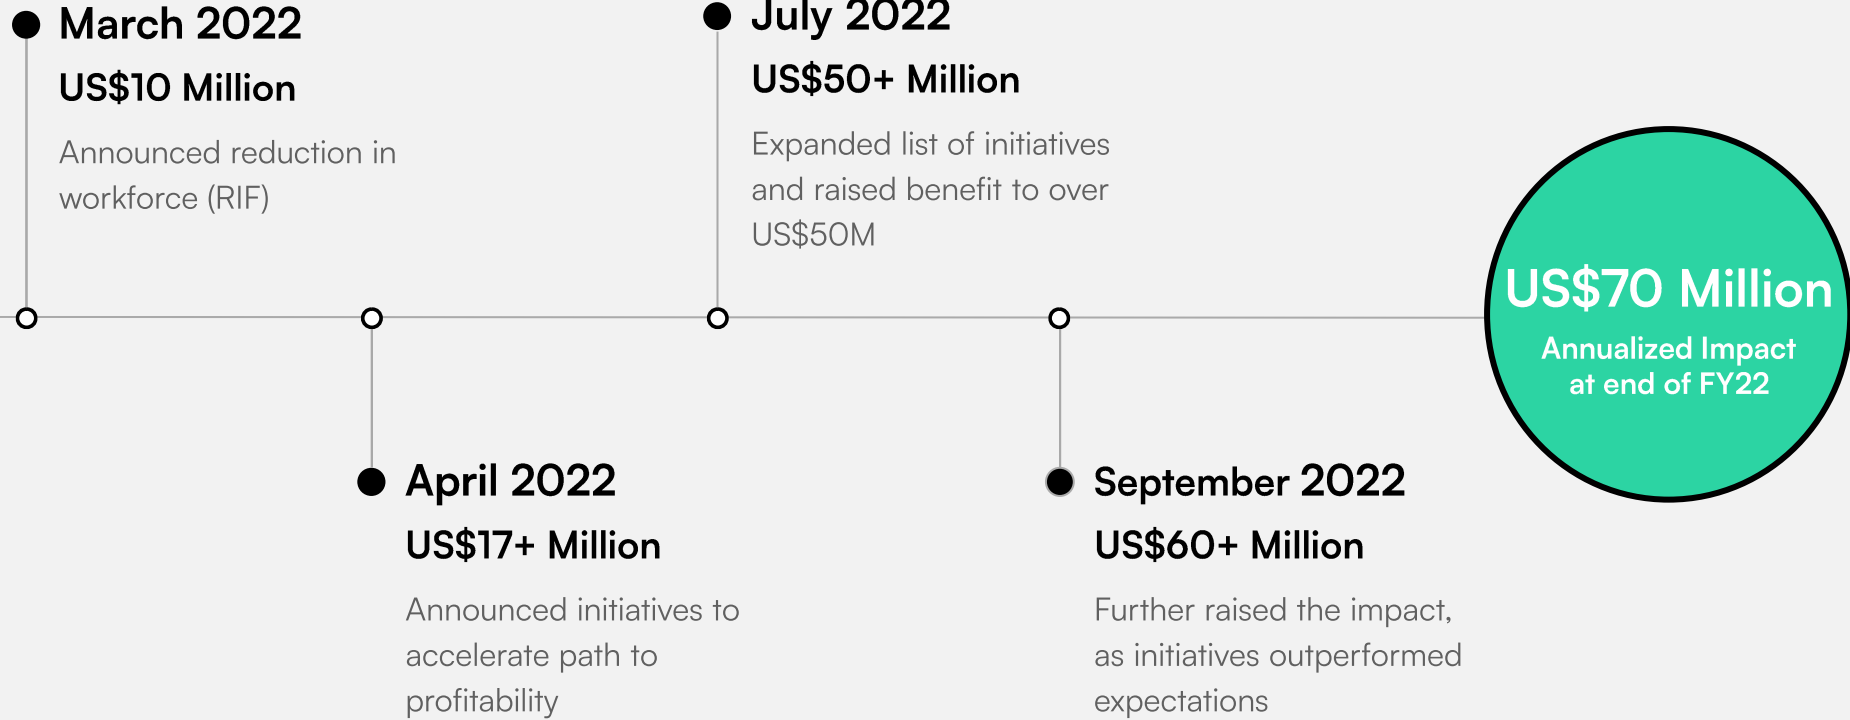 March 2022
US$10 Million
Announced reduction in
workforce (RIF)
July 2022
US$50+ Million
Expanded list of initiatives
and raised benefit to over
US$50M
US$70 Million
Annualized Impact
at end of FY22
April 2022
US$17+ Million
Announced initiatives to
accelerate path to
profitability
September 2022
US$60+ Million
Further raised the impact,
as initiatives outperformed
expectations